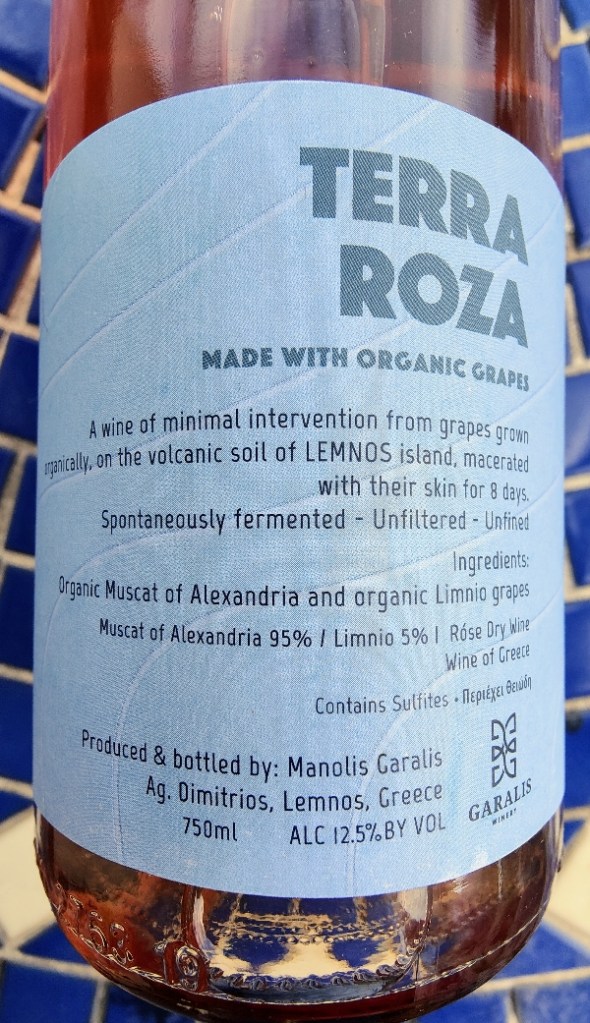 TERRA
ROZA
MADE WITH ORGANIC GRAPES
A wine of minimal intervention from grapes grown
organically, on the volcanic soil of LEMNOS island, macerated
with their skin for 8 days.
Spontaneously fermented - Unfiltered - Unfined
Ingredients:
Organic Muscat of Alexandria and organic Limnio grapes
Muscat of Alexandria 95% / Limnio 5% | Róse Dry Wine
Wine of Greece
Contains Sulfites • Περιέχει Θειώδη
Produced & bottled by: Manolis Garalis
Ag. Dimitrios, Lemnos, Greece
750ml ALC 12.5% BY VOL
GARALIS
WINERY